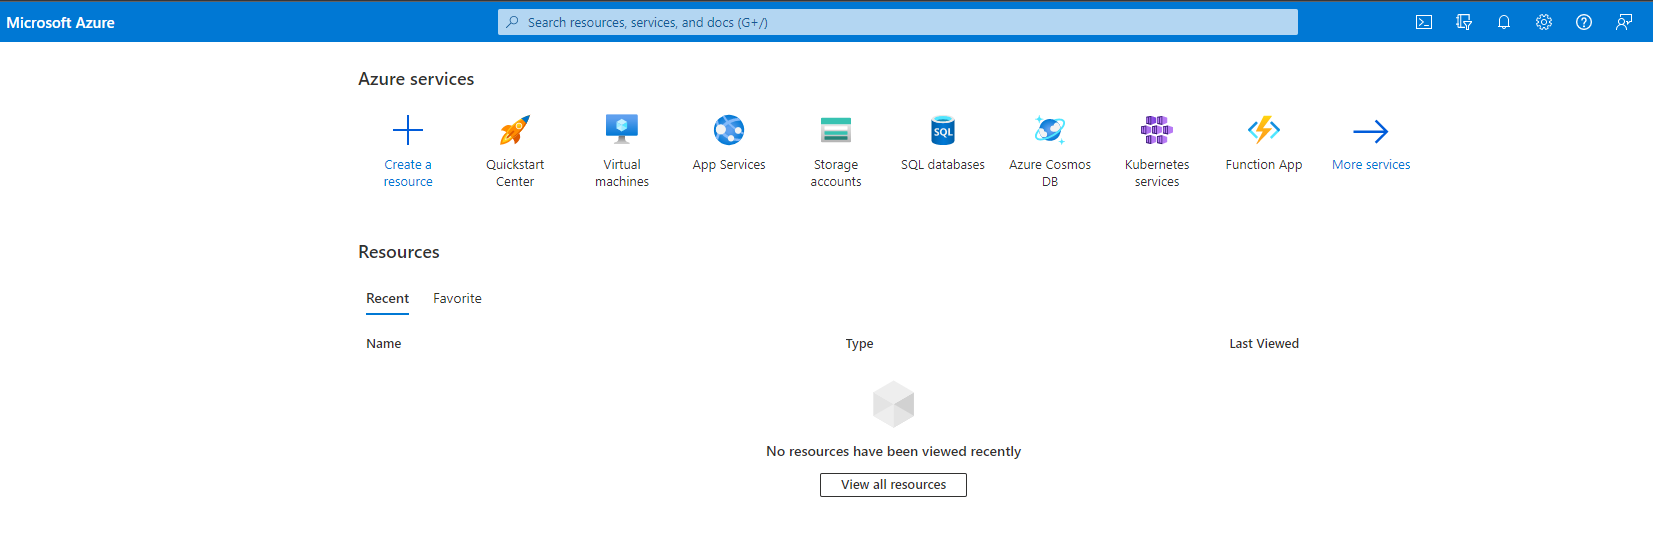 Microsoft Azure
Search resources, services, and docs (G+/)
Azure services
Create a
resource
Quickstart
Center
Virtual
machines
App Services
Storage
accounts
SQL
SQL databases
Azure Cosmos
DB
Kubernetes
services
Function App
More services
Resources
Recent
Favorite
Name
Type
Last Viewed
No resources have been viewed recently
View all resources